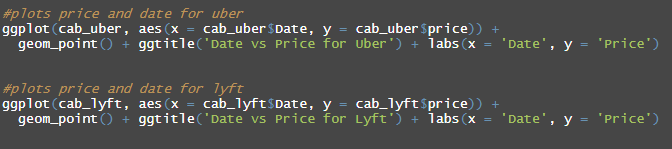 #plots price and date for uber
ggplot(cab_uber, aes(x = cab_uber$Date, y = cab_uber$price)) +
  geom_point() + ggtitle('Date vs Price for Uber') + labs(x = 'Date', y = 'Price')
#plots price and date for lyft
ggplot(cab_lyft, aes(x = cab_lyft$Date, y = cab_lyft$price)) +
  geom_point() + ggtitle('Date vs Price for Lyft') + labs(x = 'Date', y = 'Price')